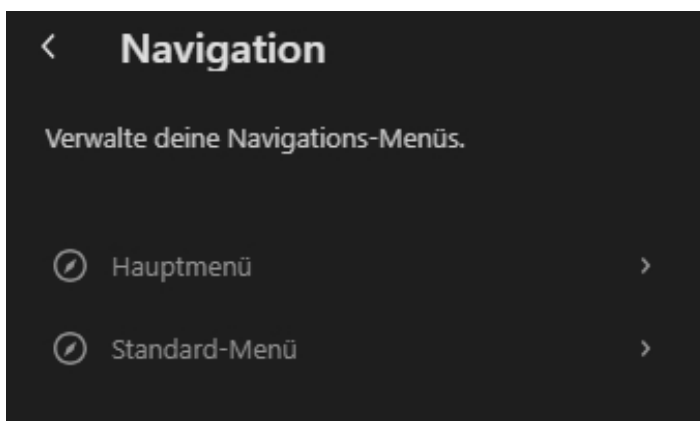 Navigation
Verwalte deine Navigations-Menüs.
Hauptmenü
Standard-Menü